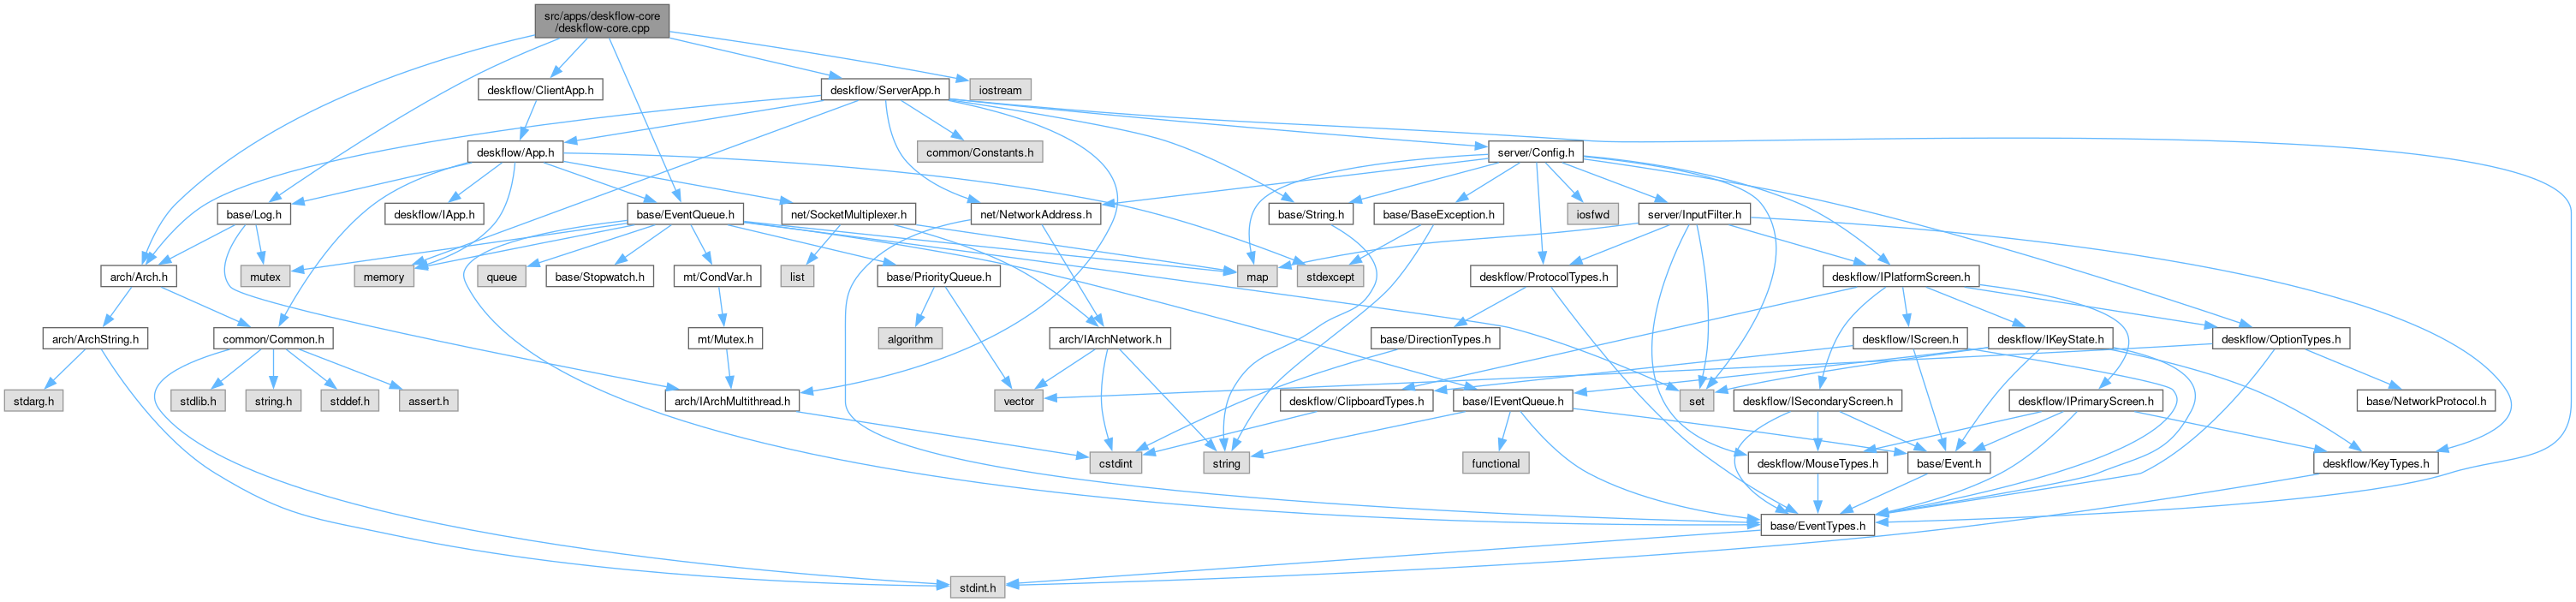 src/apps/deskflow-core
/deskflow-core.cpp
deskflow/ClientApp.h
deskflow/ServerApp.h
iostream
deskflow/App.h
common/Constants.h
server/Config.h
base/Log.h
deskflow/IApp.h
base/EventQueue.h
net/SocketMultiplexer.h
net/NetworkAddress.h
base/String.h
base/BaseException.h
iosfwd
server/InputFilter.h
arch/Arch.h
mutex
memory
queue
base/Stopwatch.h
mt/CondVar.h
list
base/PriorityQueue.h
map
stdexcept
deskflow/ProtocolTypes.h
deskflow/IPlatformScreen.h
arch/ArchString.h
common/Common.h
mt/Mutex.h
algorithm
arch/IArchNetwork.h
base/DirectionTypes.h
deskflow/IScreen.h
deskflow/IKeyState.h
deskflow/OptionTypes.h
stdarg.h
stdlib.h
string.h
stddef.h
assert.h
arch/IArchMultithread.h
vector
deskflow/ClipboardTypes.h
base/IEventQueue.h
set
deskflow/ISecondaryScreen.h
deskflow/IPrimaryScreen.h
base/NetworkProtocol.h
cstdint
string
functional
deskflow/MouseTypes.h
base/Event.h
deskflow/KeyTypes.h
base/EventTypes.h
stdint.h